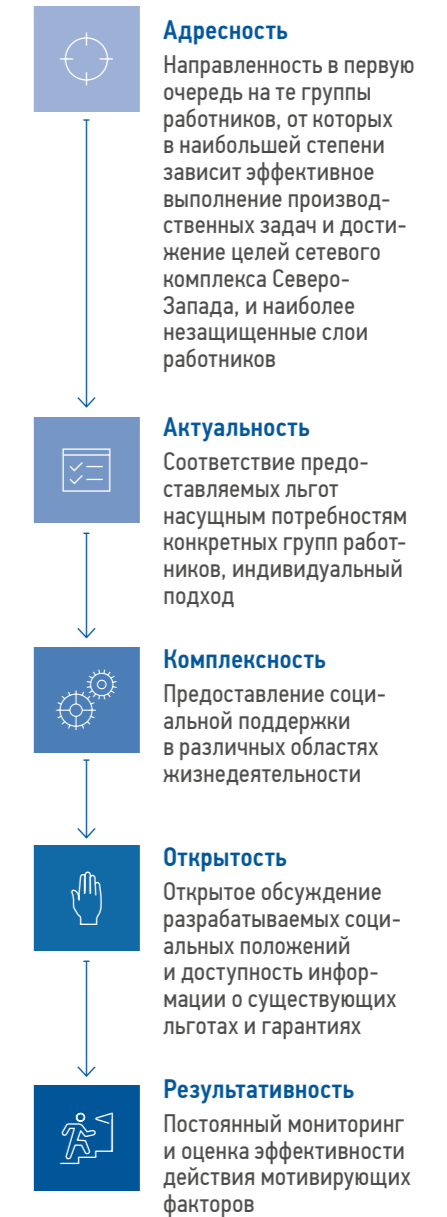 Адресность
Направленность в первую
очередь на те группы
работников, от которых
в наибольшей степени
зависит эффективное
выполнение производ-
ственных задач и дости-
жение целей сетевого
комплекса Северо-
Запада, и наиболее
незащищенные слои
работников
Актуальность
Соответствие предо-
ставляемых льгот
насущным потребностям
конкретных групп работ-
ников, индивидуальный
подход
Комплексность
Предоставление соци-
альной поддержки
в различных областях
жизнедеятельности
Открытость
Открытое обсуждение
разрабатываемых соци-
альных положений
и доступность инфор-
мации о существующих
льготах и гарантиях
Результативность
Постоянный мониторинг
и оценка эффективности
действия мотивирующих
факторов